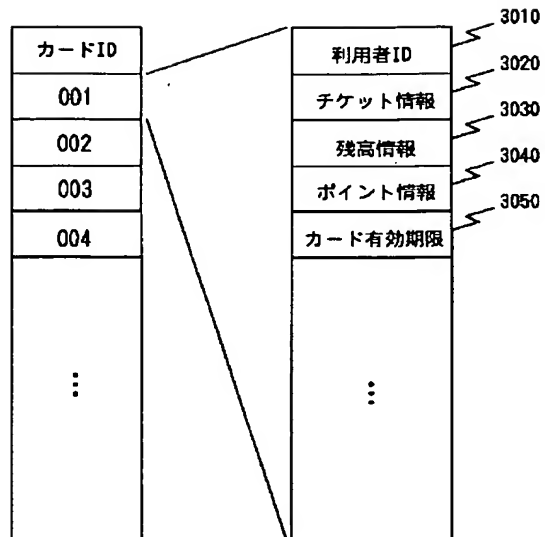 カードID
001
002
003
004
⋮
利用者ID
チケット情報
残高情報
ポイント情報
カード有効期限
⋮
3010
3020
3030
3040
3050